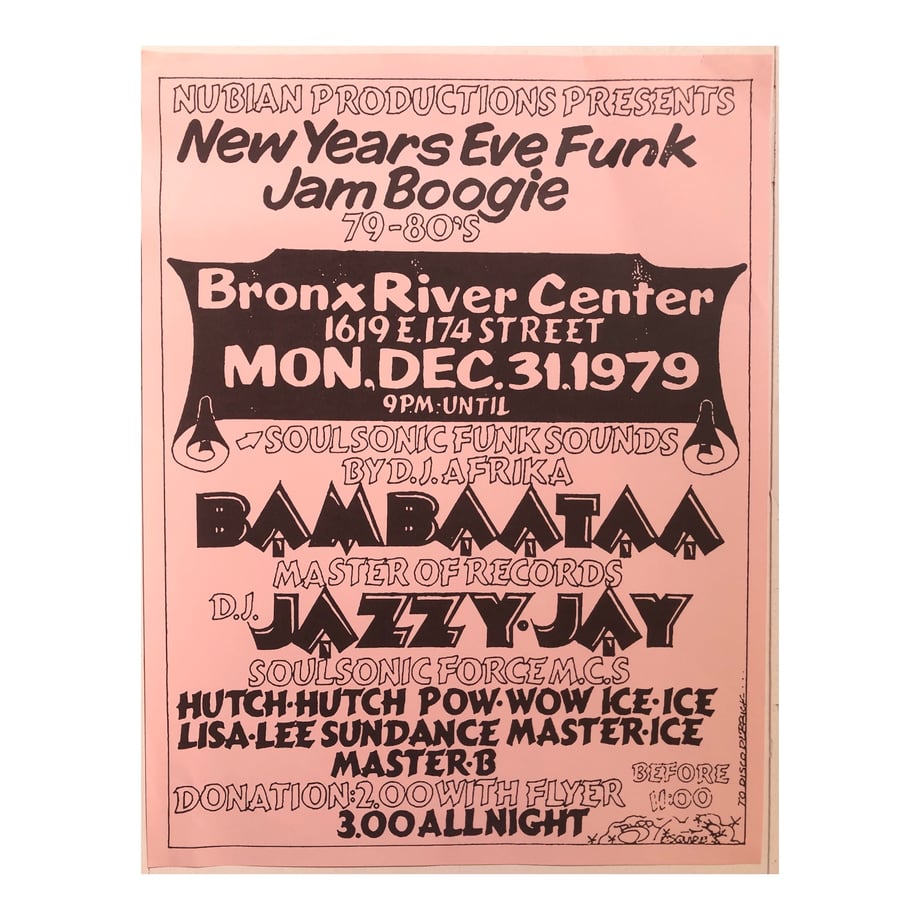 NUBIAN PRODUCTIONS PRESENTS
New Years Eve Funk
Jam Boogie
79-80'S
Bronx River Center
1619 E. 174 STREET
MON, DEC. 31. 1979
9 P.M. UNTIL
SOULSONIC FUNK SOUNDS
BY D.J. AFRIKA
BAMBAATAA
MASTER OF RECORDS
D.J. JAZZY·JAY
SOULSONIC FORCE M.C.S
HUTCH·HUTCH POW·WOW ICE·ICE
LISA·LEE SUNDANCE MASTER·ICE
MASTER·B
DONATION: 2.00 WITH FLYER BEFORE 11:00
3.00 ALL NIGHT
ESQUIRE
TO DISCO